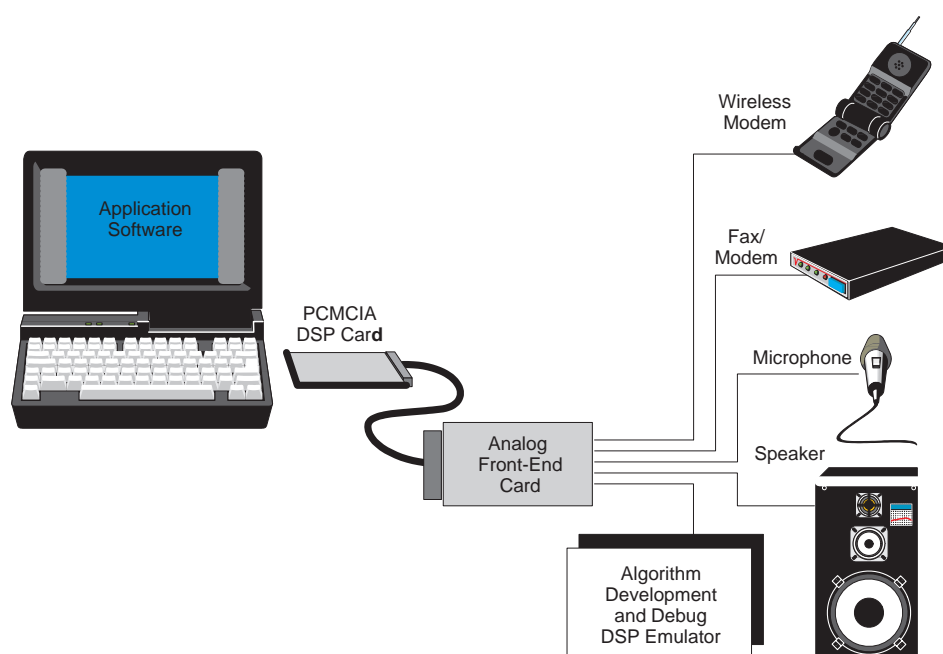 Wireless
Modem
Application
Software
Fax/
Modem
PCMCIA
DSP Card
Microphone
Analog
Front-End
Card
Speaker
Algorithm
Development
and Debug
DSP Emulator